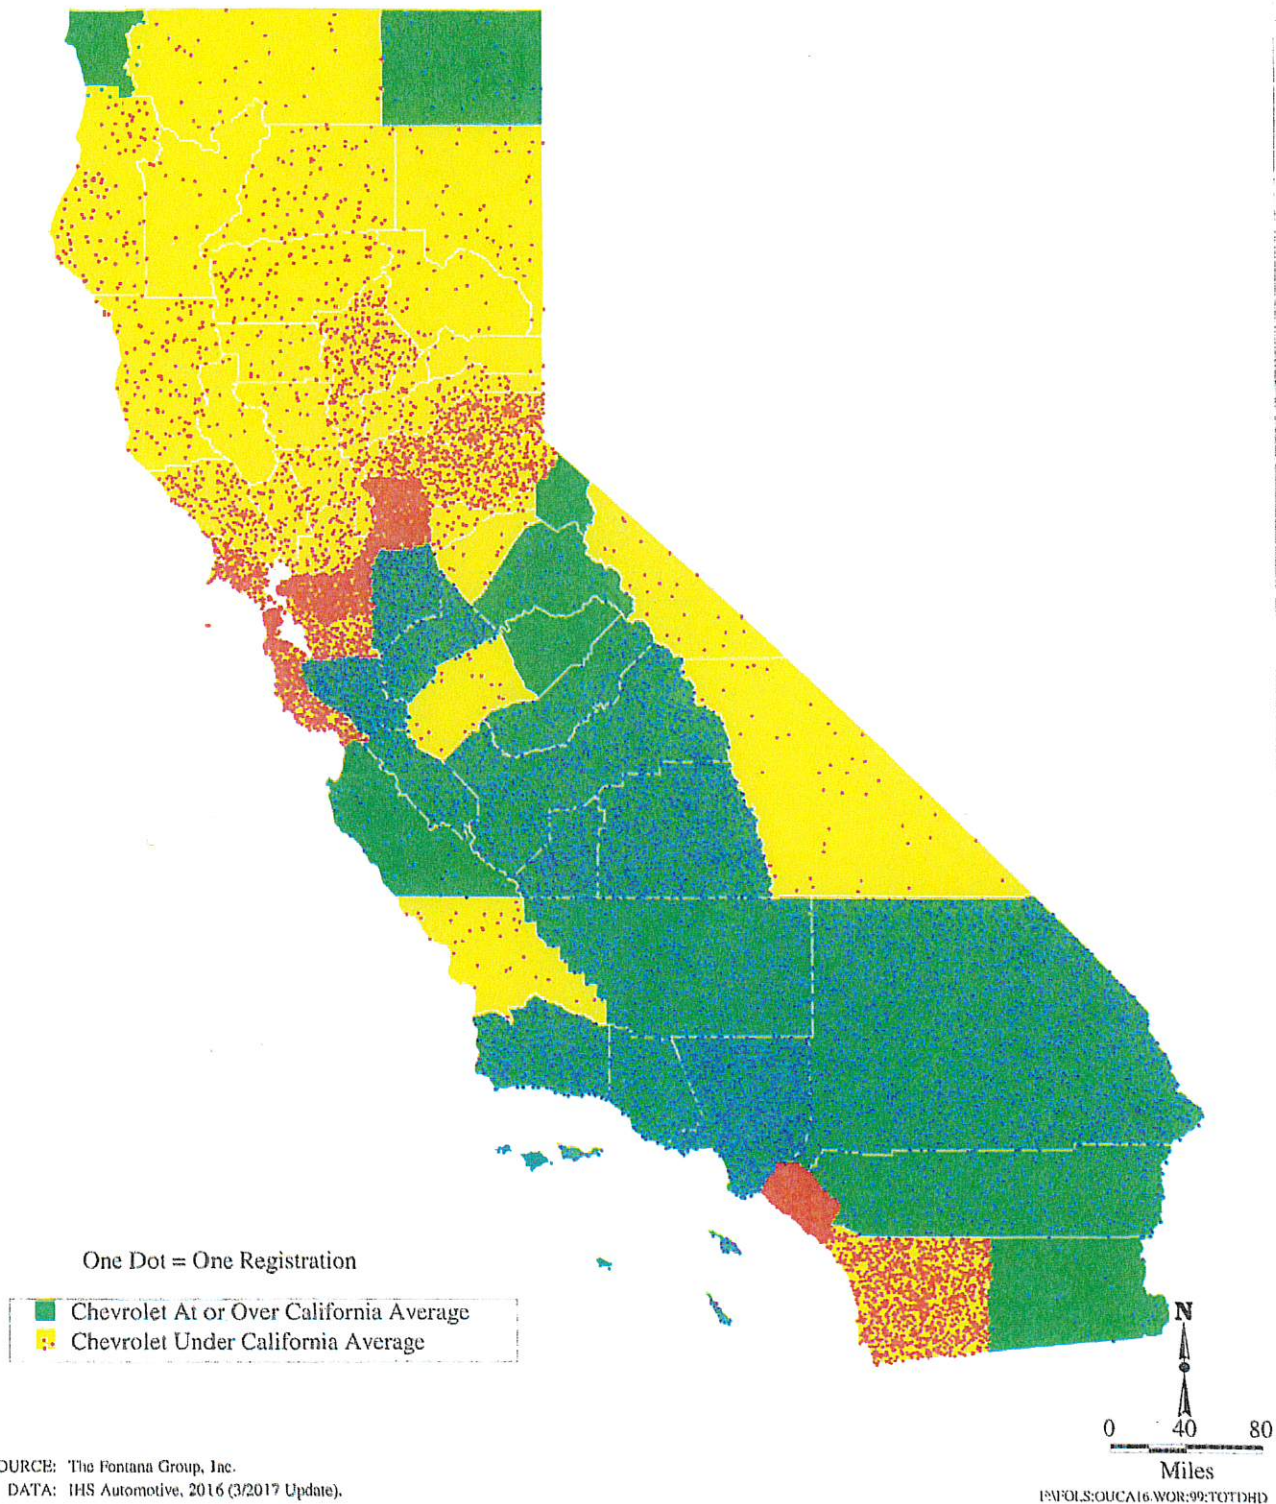 One Dot = One Registration
Chevrolet At or Over California Average
Chevrolet Under California Average
N
0 40 80
Miles
OURCE: The Fontana Group, Inc.
DATA: IHS Automotive, 2016 (3/2017 Update).